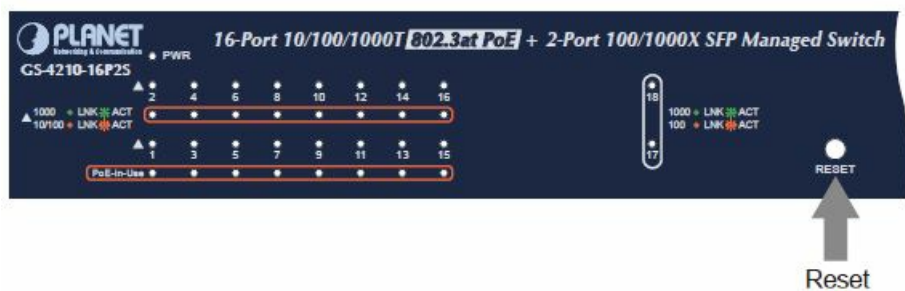 PLANET
Networking & Communication
GS-4210-16P2S
PWR
16-Port 10/100/1000T 802.3at PoE + 2-Port 100/1000X SFP Managed Switch
2 4 6 8 10 12 14 16
1000 LNK ACT
10/100 LNK ACT
1 3 5 7 9 11 13 15
PoE-in-Use
18
1000 LNK ACT
100 LNK ACT
17
RESET
Reset